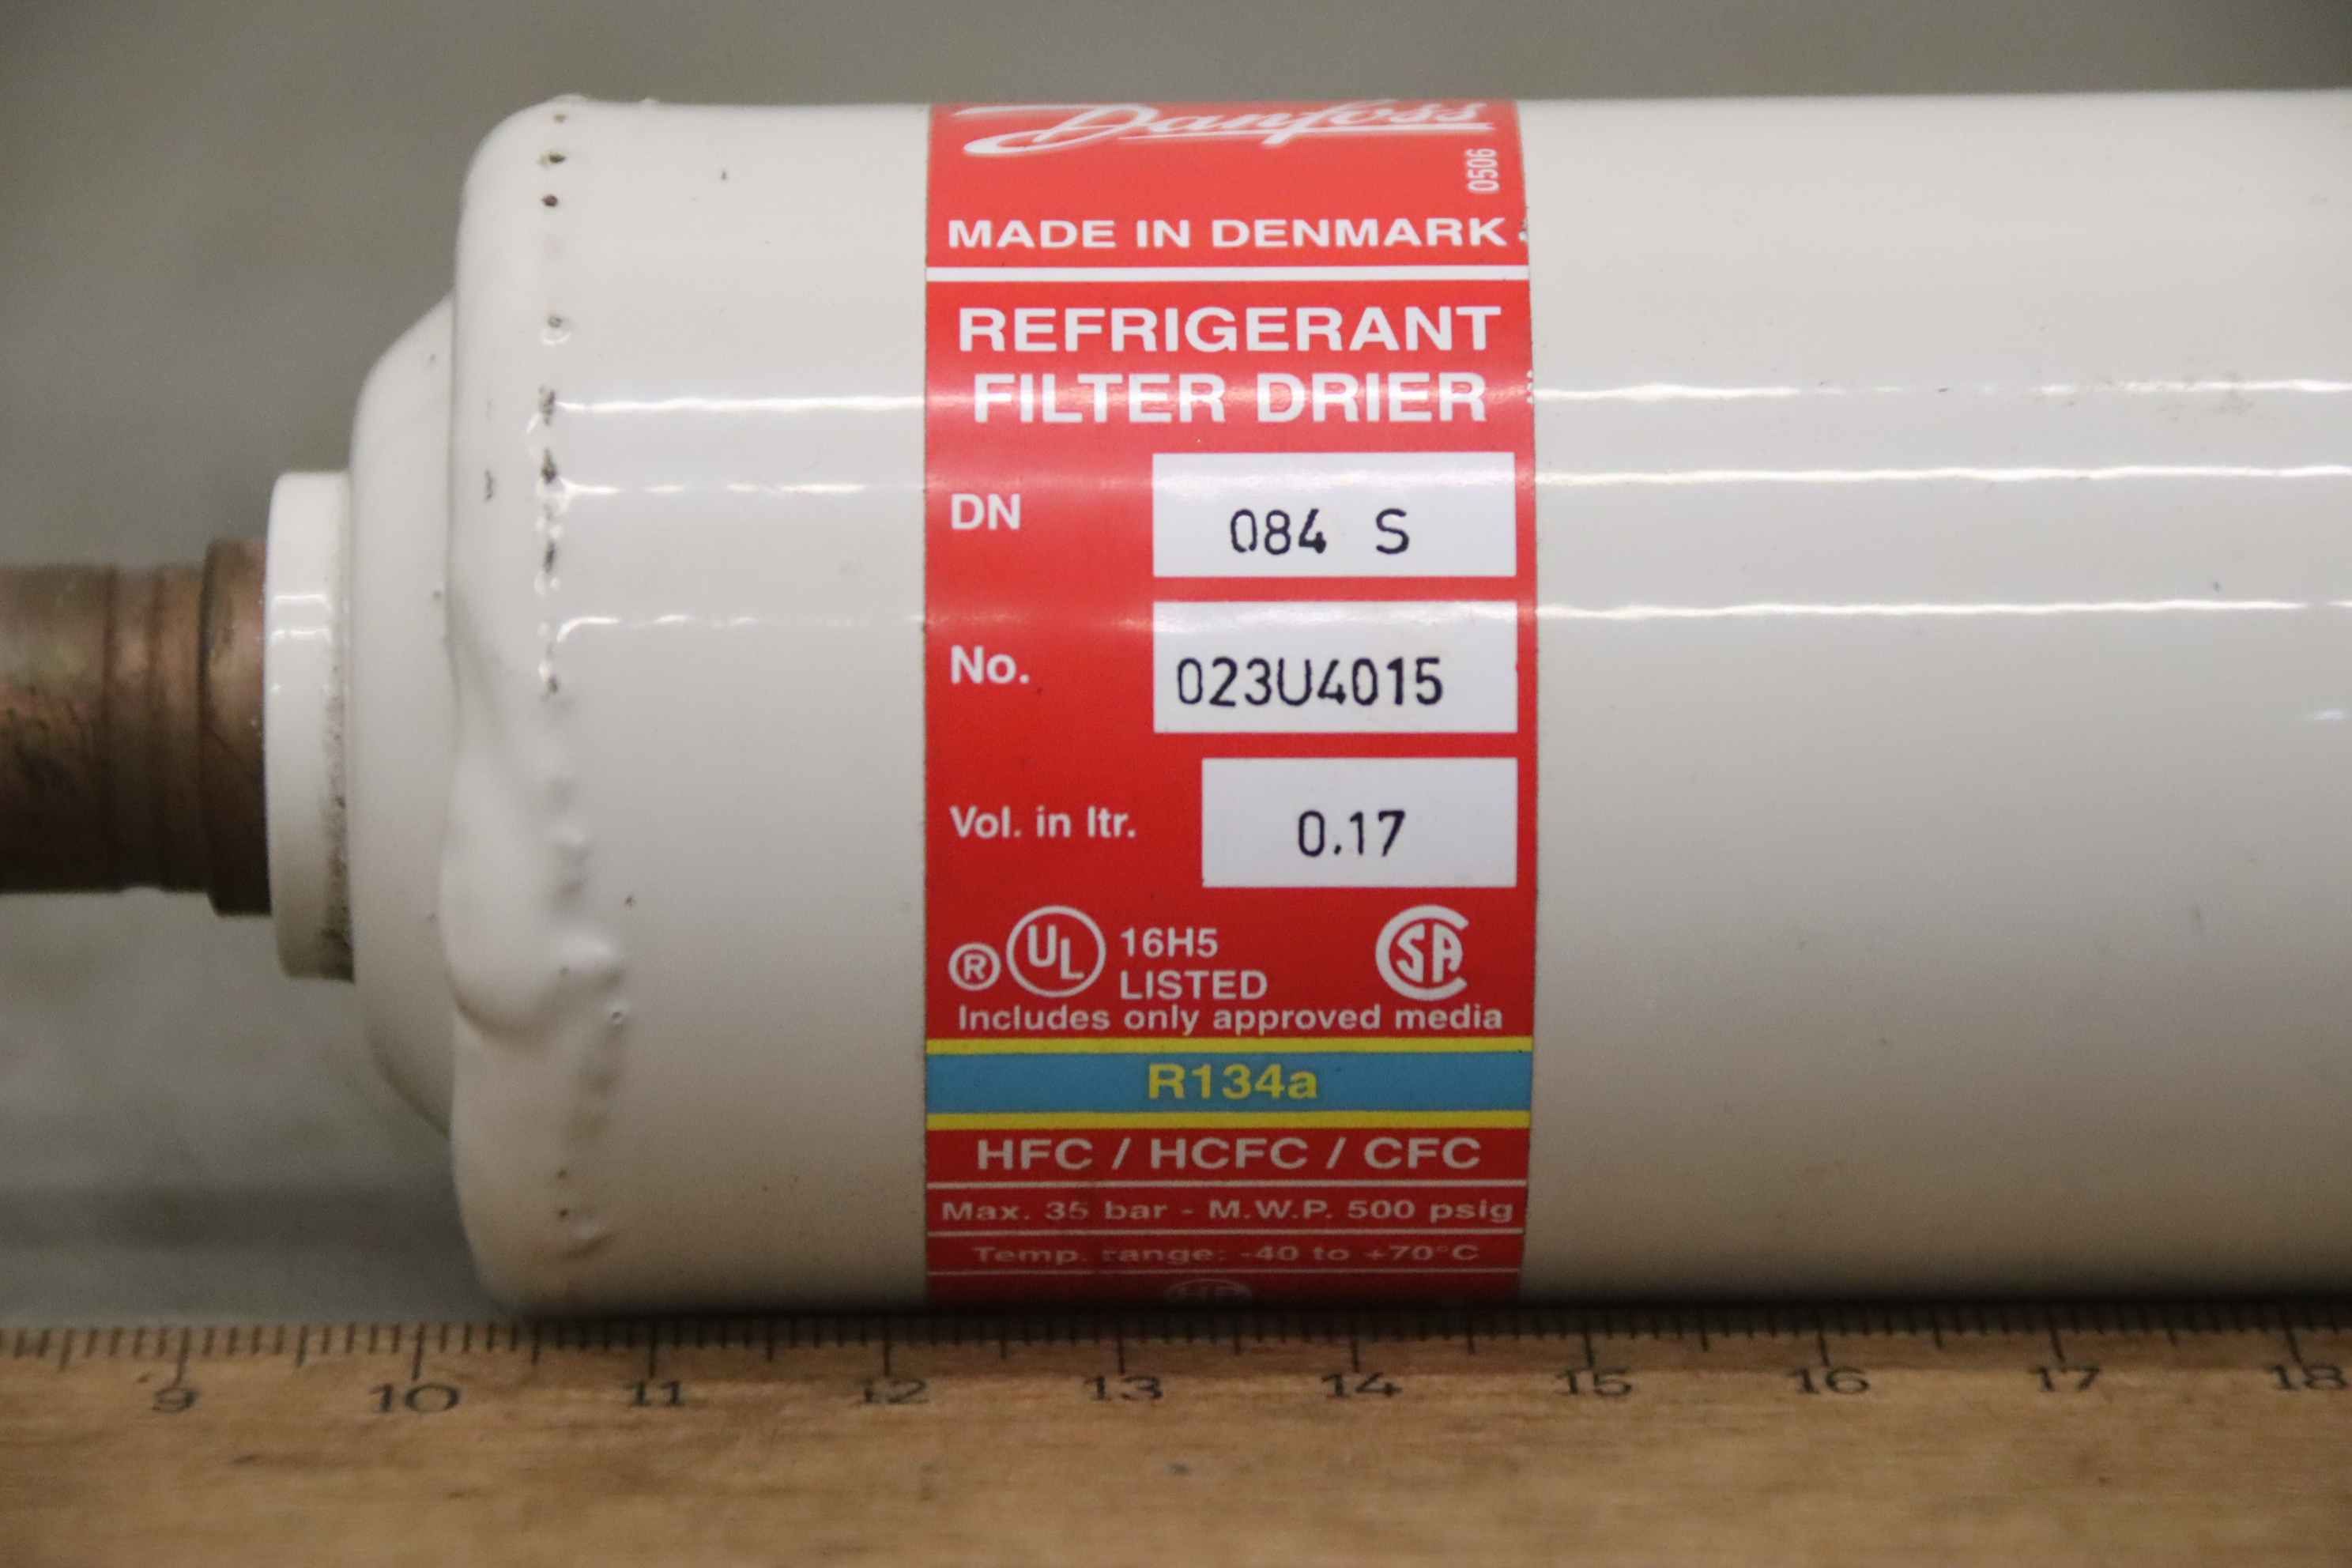 Danfoss
0506
MADE IN DENMARK
REFRIGERANT
FILTER DRIER
DN 084 S
No. 023U4015
Vol. in ltr. 0.17
® UL 16H5
LISTED
SA
Includes only approved media
R134a
HFC / HCFC / CFC
Max. 35 bar - M.W.P. 500 psig
Temp. range: -40 to +70°C
9 10 11 12 13 14 15 16 17 18